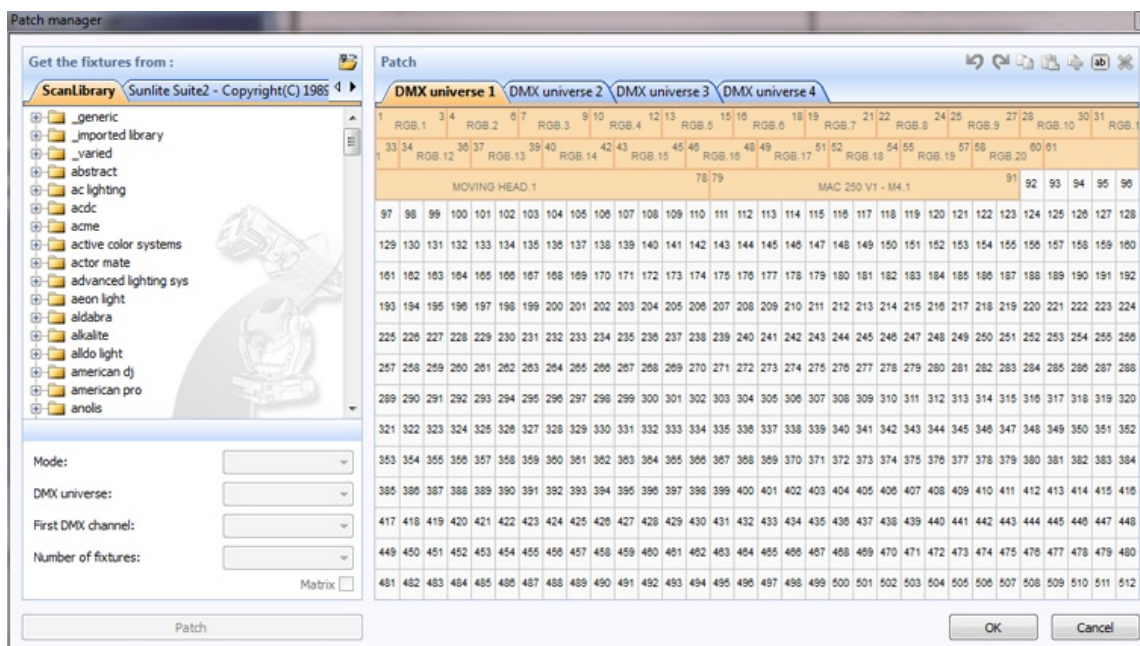 Patch manager
Get the fixtures from :
ScanLibrary Sunlite Suite2 - Copyright(C) 1989
_generic
_imported library
_varied
abstract
ac lighting
acdc
acme
active color systems
actor mate
advanced lighting sys
aeon light
aldabra
alkalite
alldo light
american dj
american pro
anolis
Mode:
DMX universe:
First DMX channel:
Number of fixtures:
Matrix
Patch
Patch
ab
DMX universe 1 DMX universe 2 DMX universe 3 DMX universe 4
1 RGB.1 3 4 RGB.2 6 7 RGB.3 9 10 RGB.4 12 13 RGB.5 15 16 RGB.6 18 19 RGB.7 21 22 RGB.8 24 25 RGB.9 27 28 RGB.10 30 31 RGB.1
1 33 34 RGB.12 36 37 RGB.13 39 40 RGB.14 42 43 RGB.15 45 46 RGB.16 48 49 RGB.17 51 52 RGB.18 54 55 RGB.19 57 58 RGB.20 60 61
MOVING HEAD.1 78 79 MAC 250 V1 - M4.1 91 92 93 94 95 96
97 98 99 100 101 102 103 104 105 106 107 108 109 110 111 112 113 114 115 116 117 118 119 120 121 122 123 124 125 126 127 128
129 130 131 132 133 134 135 136 137 138 139 140 141 142 143 144 145 146 147 148 149 150 151 152 153 154 155 156 157 158 159 160
161 162 163 164 165 166 167 168 169 170 171 172 173 174 175 176 177 178 179 180 181 182 183 184 185 186 187 188 189 190 191 192
193 194 195 196 197 198 199 200 201 202 203 204 205 206 207 208 209 210 211 212 213 214 215 216 217 218 219 220 221 222 223 224
225 226 227 228 229 230 231 232 233 234 235 236 237 238 239 240 241 242 243 244 245 246 247 248 249 250 251 252 253 254 255 256
257 258 259 260 261 262 263 264 265 266 267 268 269 270 271 272 273 274 275 276 277 278 279 280 281 282 283 284 285 286 287 288
289 290 291 292 293 294 295 296 297 298 299 300 301 302 303 304 305 306 307 308 309 310 311 312 313 314 315 316 317 318 319 320
321 322 323 324 325 326 327 328 329 330 331 332 333 334 335 336 337 338 339 340 341 342 343 344 345 346 347 348 349 350 351 352
353 354 355 356 357 358 359 360 361 362 363 364 365 366 367 368 369 370 371 372 373 374 375 376 377 378 379 380 381 382 383 384
385 386 387 388 389 390 391 392 393 394 395 396 397 398 399 400 401 402 403 404 405 406 407 408 409 410 411 412 413 414 415 416
417 418 419 420 421 422 423 424 425 426 427 428 429 430 431 432 433 434 435 436 437 438 439 440 441 442 443 444 445 446 447 448
449 450 451 452 453 454 455 456 457 458 459 460 461 462 463 464 465 466 467 468 469 470 471 472 473 474 475 476 477 478 479 480
481 482 483 484 485 486 487 488 489 490 491 492 493 494 495 496 497 498 499 500 501 502 503 504 505 506 507 508 509 510 511 512
OK Cancel